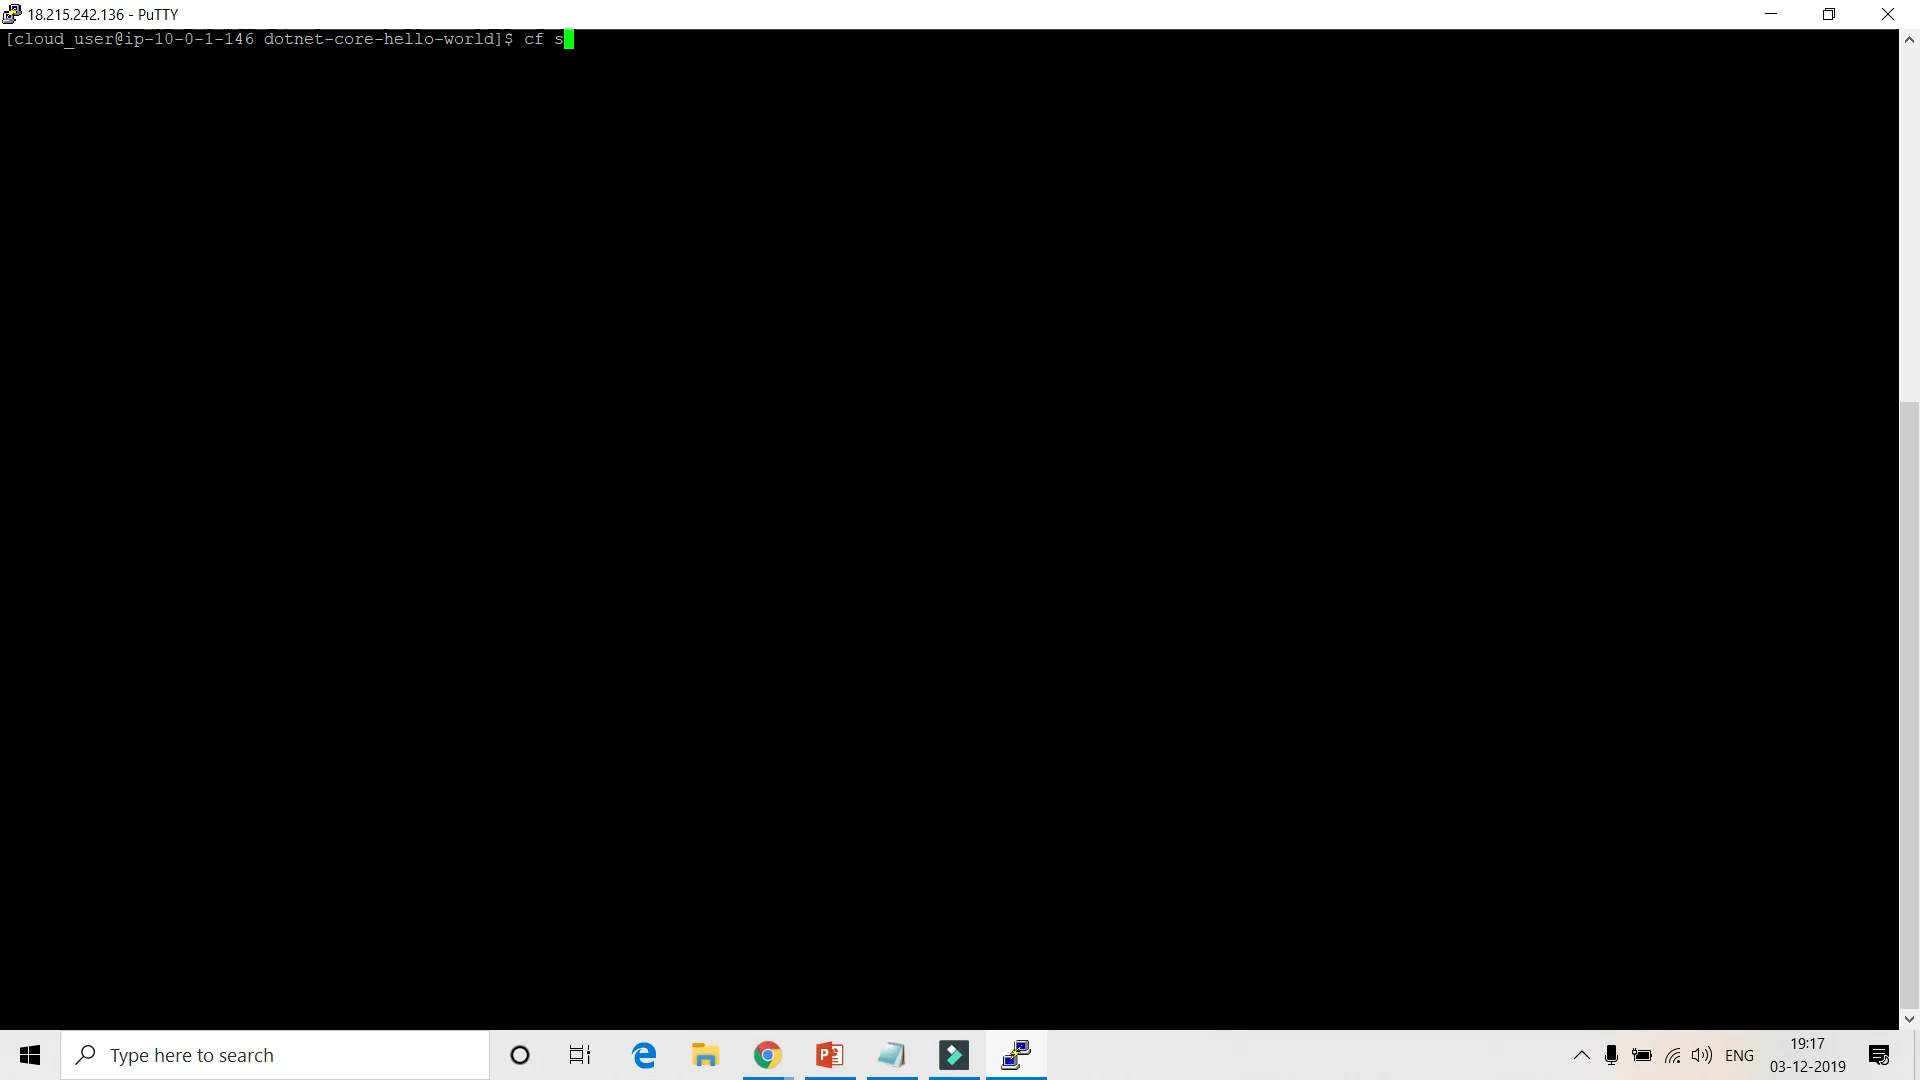 18.215.242.136 - PuTTY
[cloud_user@ip-10-0-1-146 dotnet-core-hello-world]$ cf s
Type here to search
ENG
19:17
03-12-2019